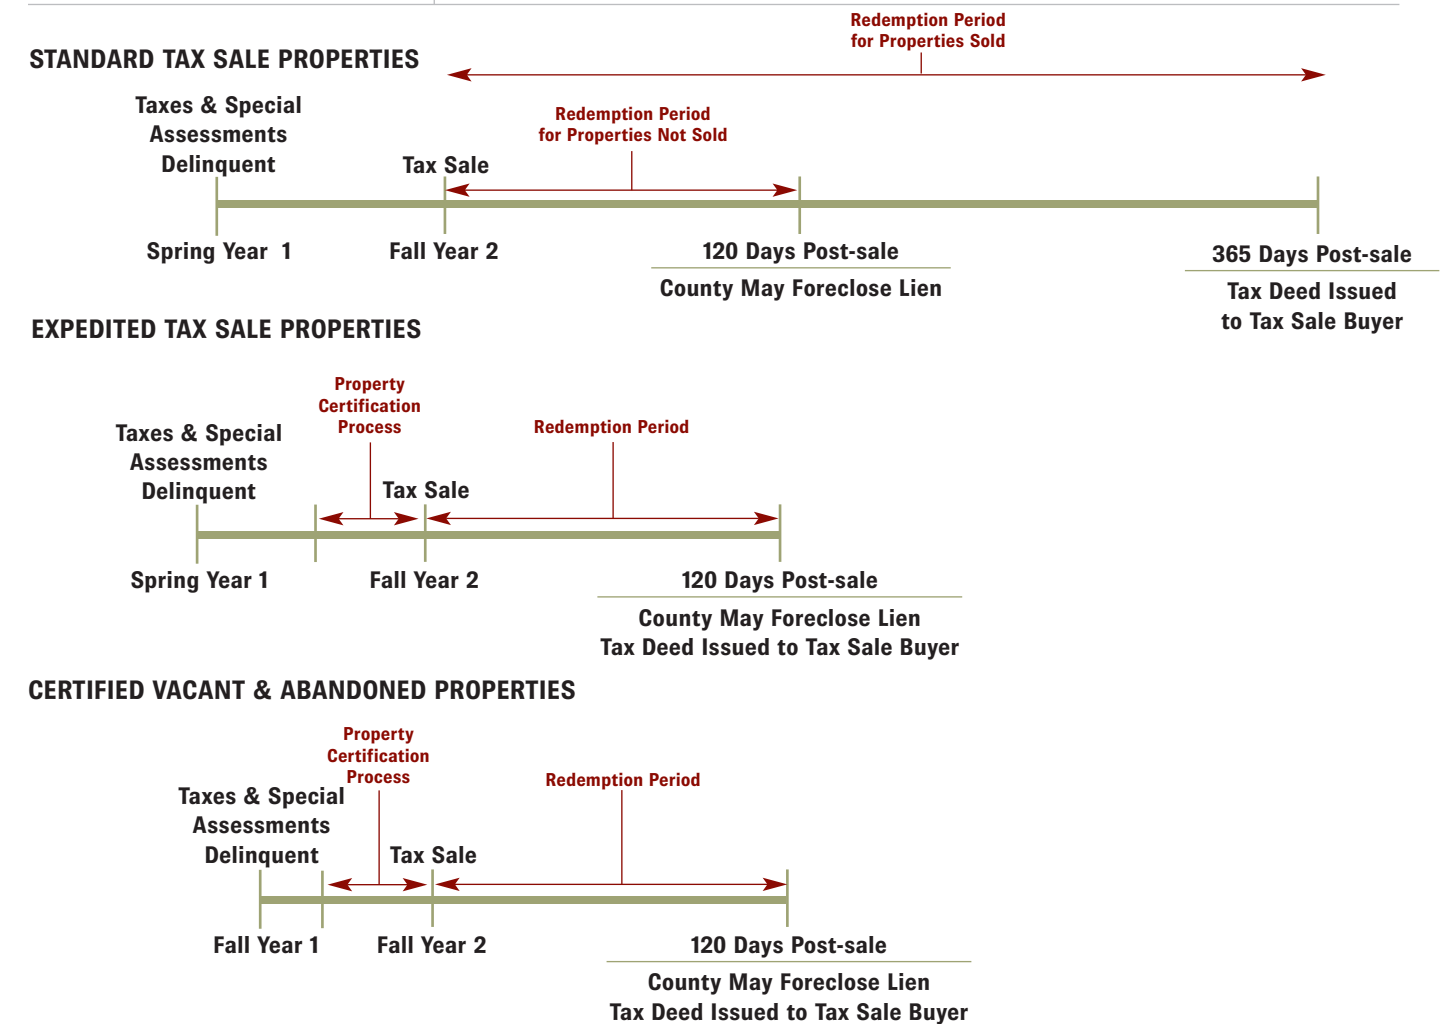 Redemption Period
for Properties Sold
STANDARD TAX SALE PROPERTIES
Taxes & Special
Assessments
Delinquent
Redemption Period
for Properties Not Sold
Tax Sale
Spring Year 1
Fall Year 2
120 Days Post-sale
County May Foreclose Lien
365 Days Post-sale
Tax Deed Issued
to Tax Sale Buyer
EXPEDITED TAX SALE PROPERTIES
Property
Certification
Process
Redemption Period
Taxes & Special
Assessments
Delinquent
Tax Sale
Spring Year 1
Fall Year 2
120 Days Post-sale
County May Foreclose Lien
Tax Deed Issued to Tax Sale Buyer
CERTIFIED VACANT & ABANDONED PROPERTIES
Property
Certification
Process
Redemption Period
Taxes & Special
Assessments
Delinquent
Tax Sale
Fall Year 1
Fall Year 2
120 Days Post-sale
County May Foreclose Lien
Tax Deed Issued to Tax Sale Buyer